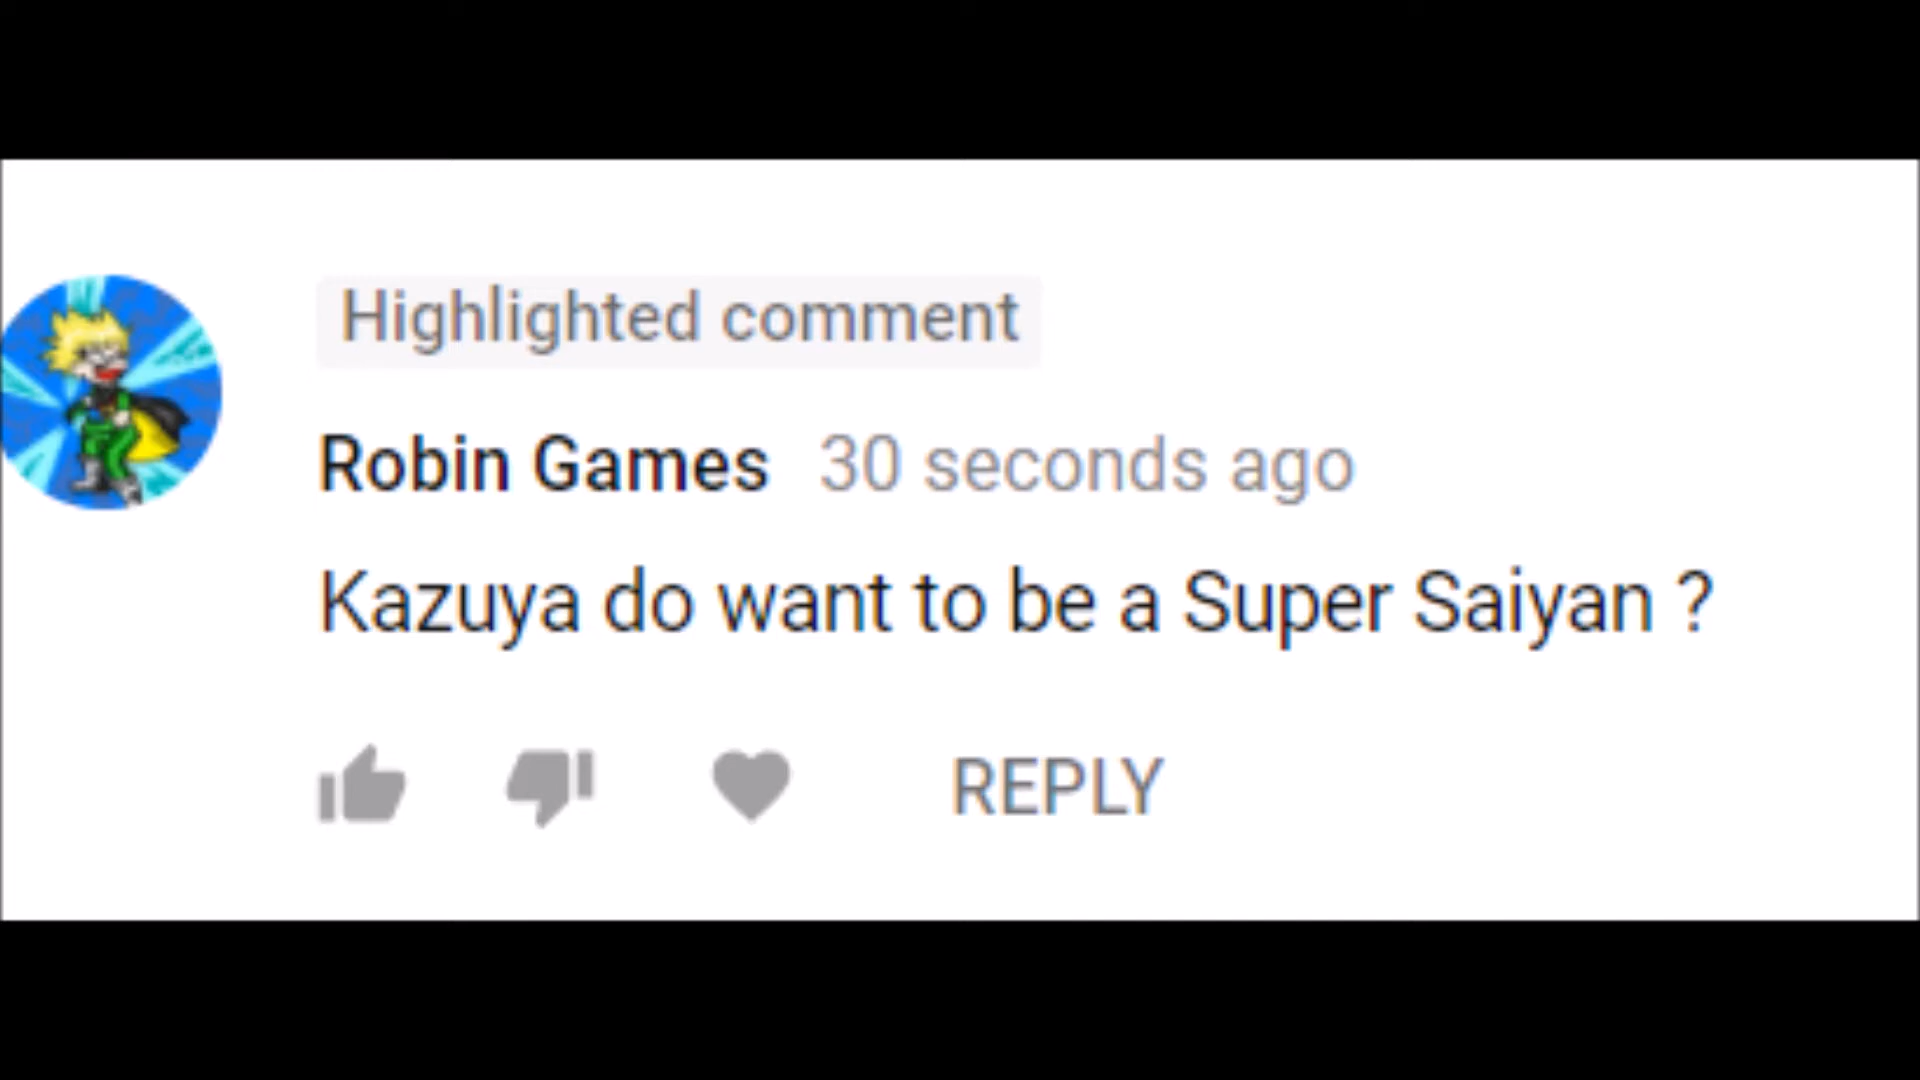 Highlighted comment
Robin Games 30 seconds ago
Kazuya do want to be a Super Saiyan ?
REPLY